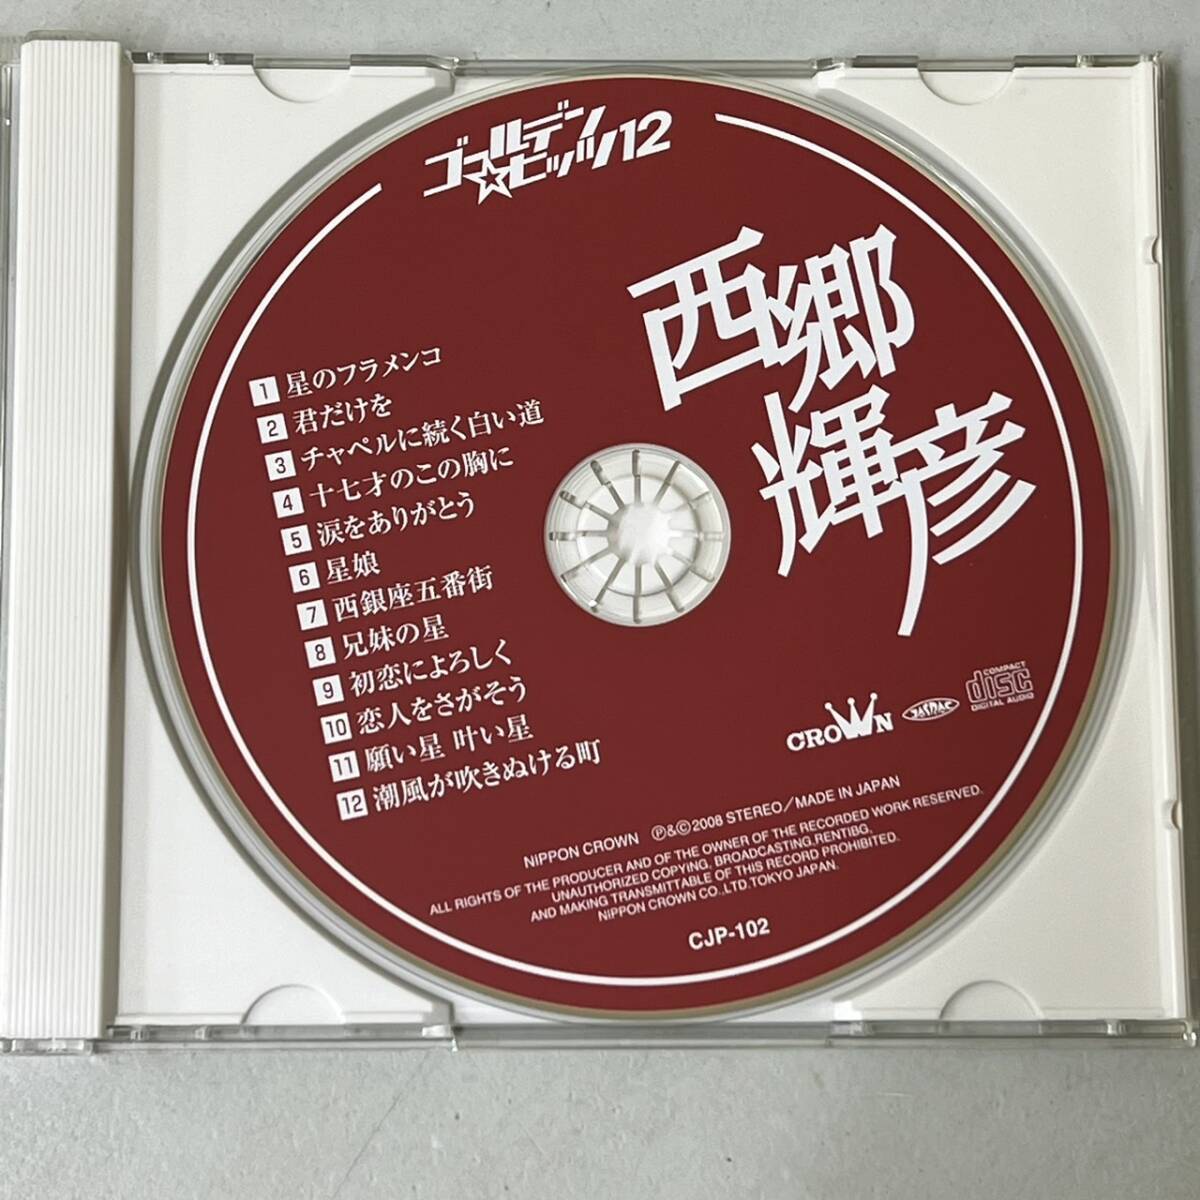 ゴールデン
☆ヒッツ12
西郷
輝彦
1 星のフラメンコ
2 君だけを
3 チャペルに続く白い道
4 十七才のこの胸に
5 涙をありがとう
6 星娘
7 西銀座五番街
8 兄妹の星
9 初恋によろしく
10 恋人をさがそう
11 願い星 叶い星
12 潮風が吹きぬける町
CROWN
JASRAC
COMPACT
disc
DIGITAL AUDIO
NIPPON CROWN ℗&©2008 STEREO/MADE IN JAPAN
ALL RIGHTS OF THE PRODUCER AND OF THE OWNER OF THE RECORDED WORK RESERVED.
UNAUTHORIZED COPYING, BROADCASTING,RENTIBG,
AND MAKING TRANSMITTABLE OF THIS RECORD PROHIBITED.
NIPPON CROWN CO.,LTD.TOKYO JAPAN.
CJP-102